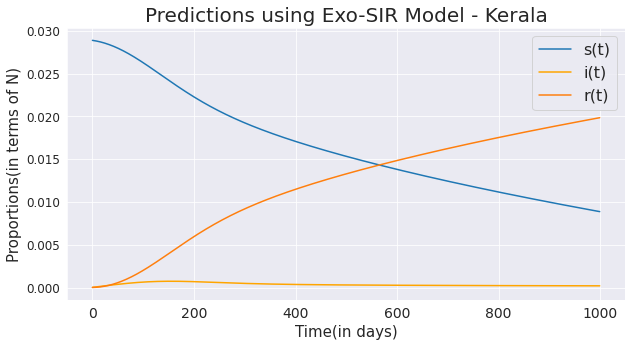 Predictions using Exo-SIR Model - Kerala
Proportions(in terms of N)
0.030
0.025
0.020
0.015
0.010
0.005
0.000
s(t)
i(t)
r(t)
0 200 400 600 800 1000
Time(in days)